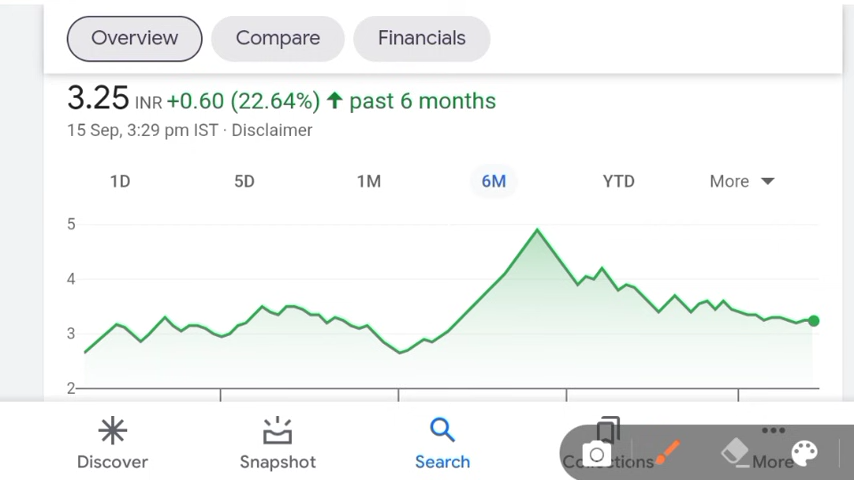 Overview Compare Financials
3.25 INR +0.60 (22.64%) ↑ past 6 months
15 Sep, 3:29 pm IST · Disclaimer
1D 5D 1M 6M YTD More
5
4
3
2
Discover Snapshot Search Collections More